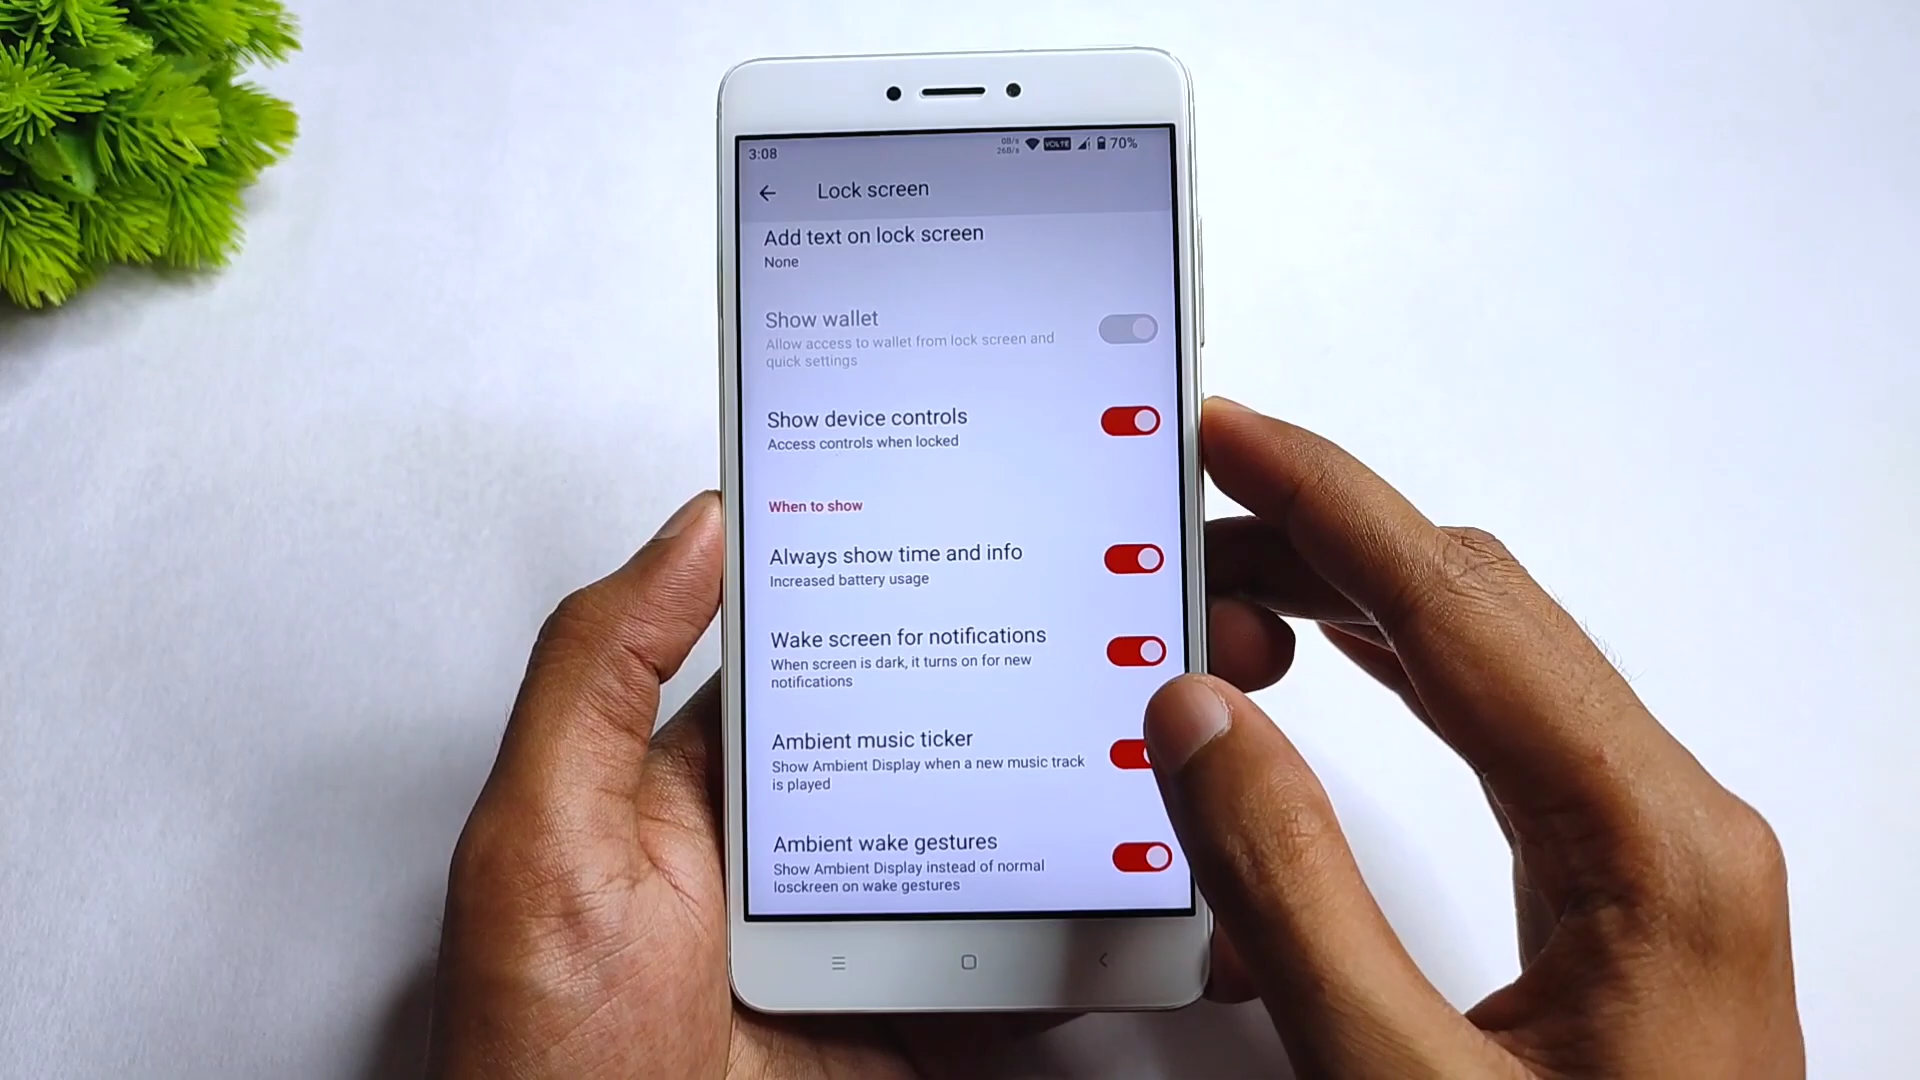 3:08
0B/s
26B/s
VOLTE
70%
Lock screen
Add text on lock screen
None
Show wallet
Allow access to wallet from lock screen and
quick settings
Show device controls
Access controls when locked
When to show
Always show time and info
Increased battery usage
Wake screen for notifications
When screen is dark, it turns on for new
notifications
Ambient music ticker
Show Ambient Display when a new music track
is played
Ambient wake gestures
Show Ambient Display instead of normal
losckreen on wake gestures